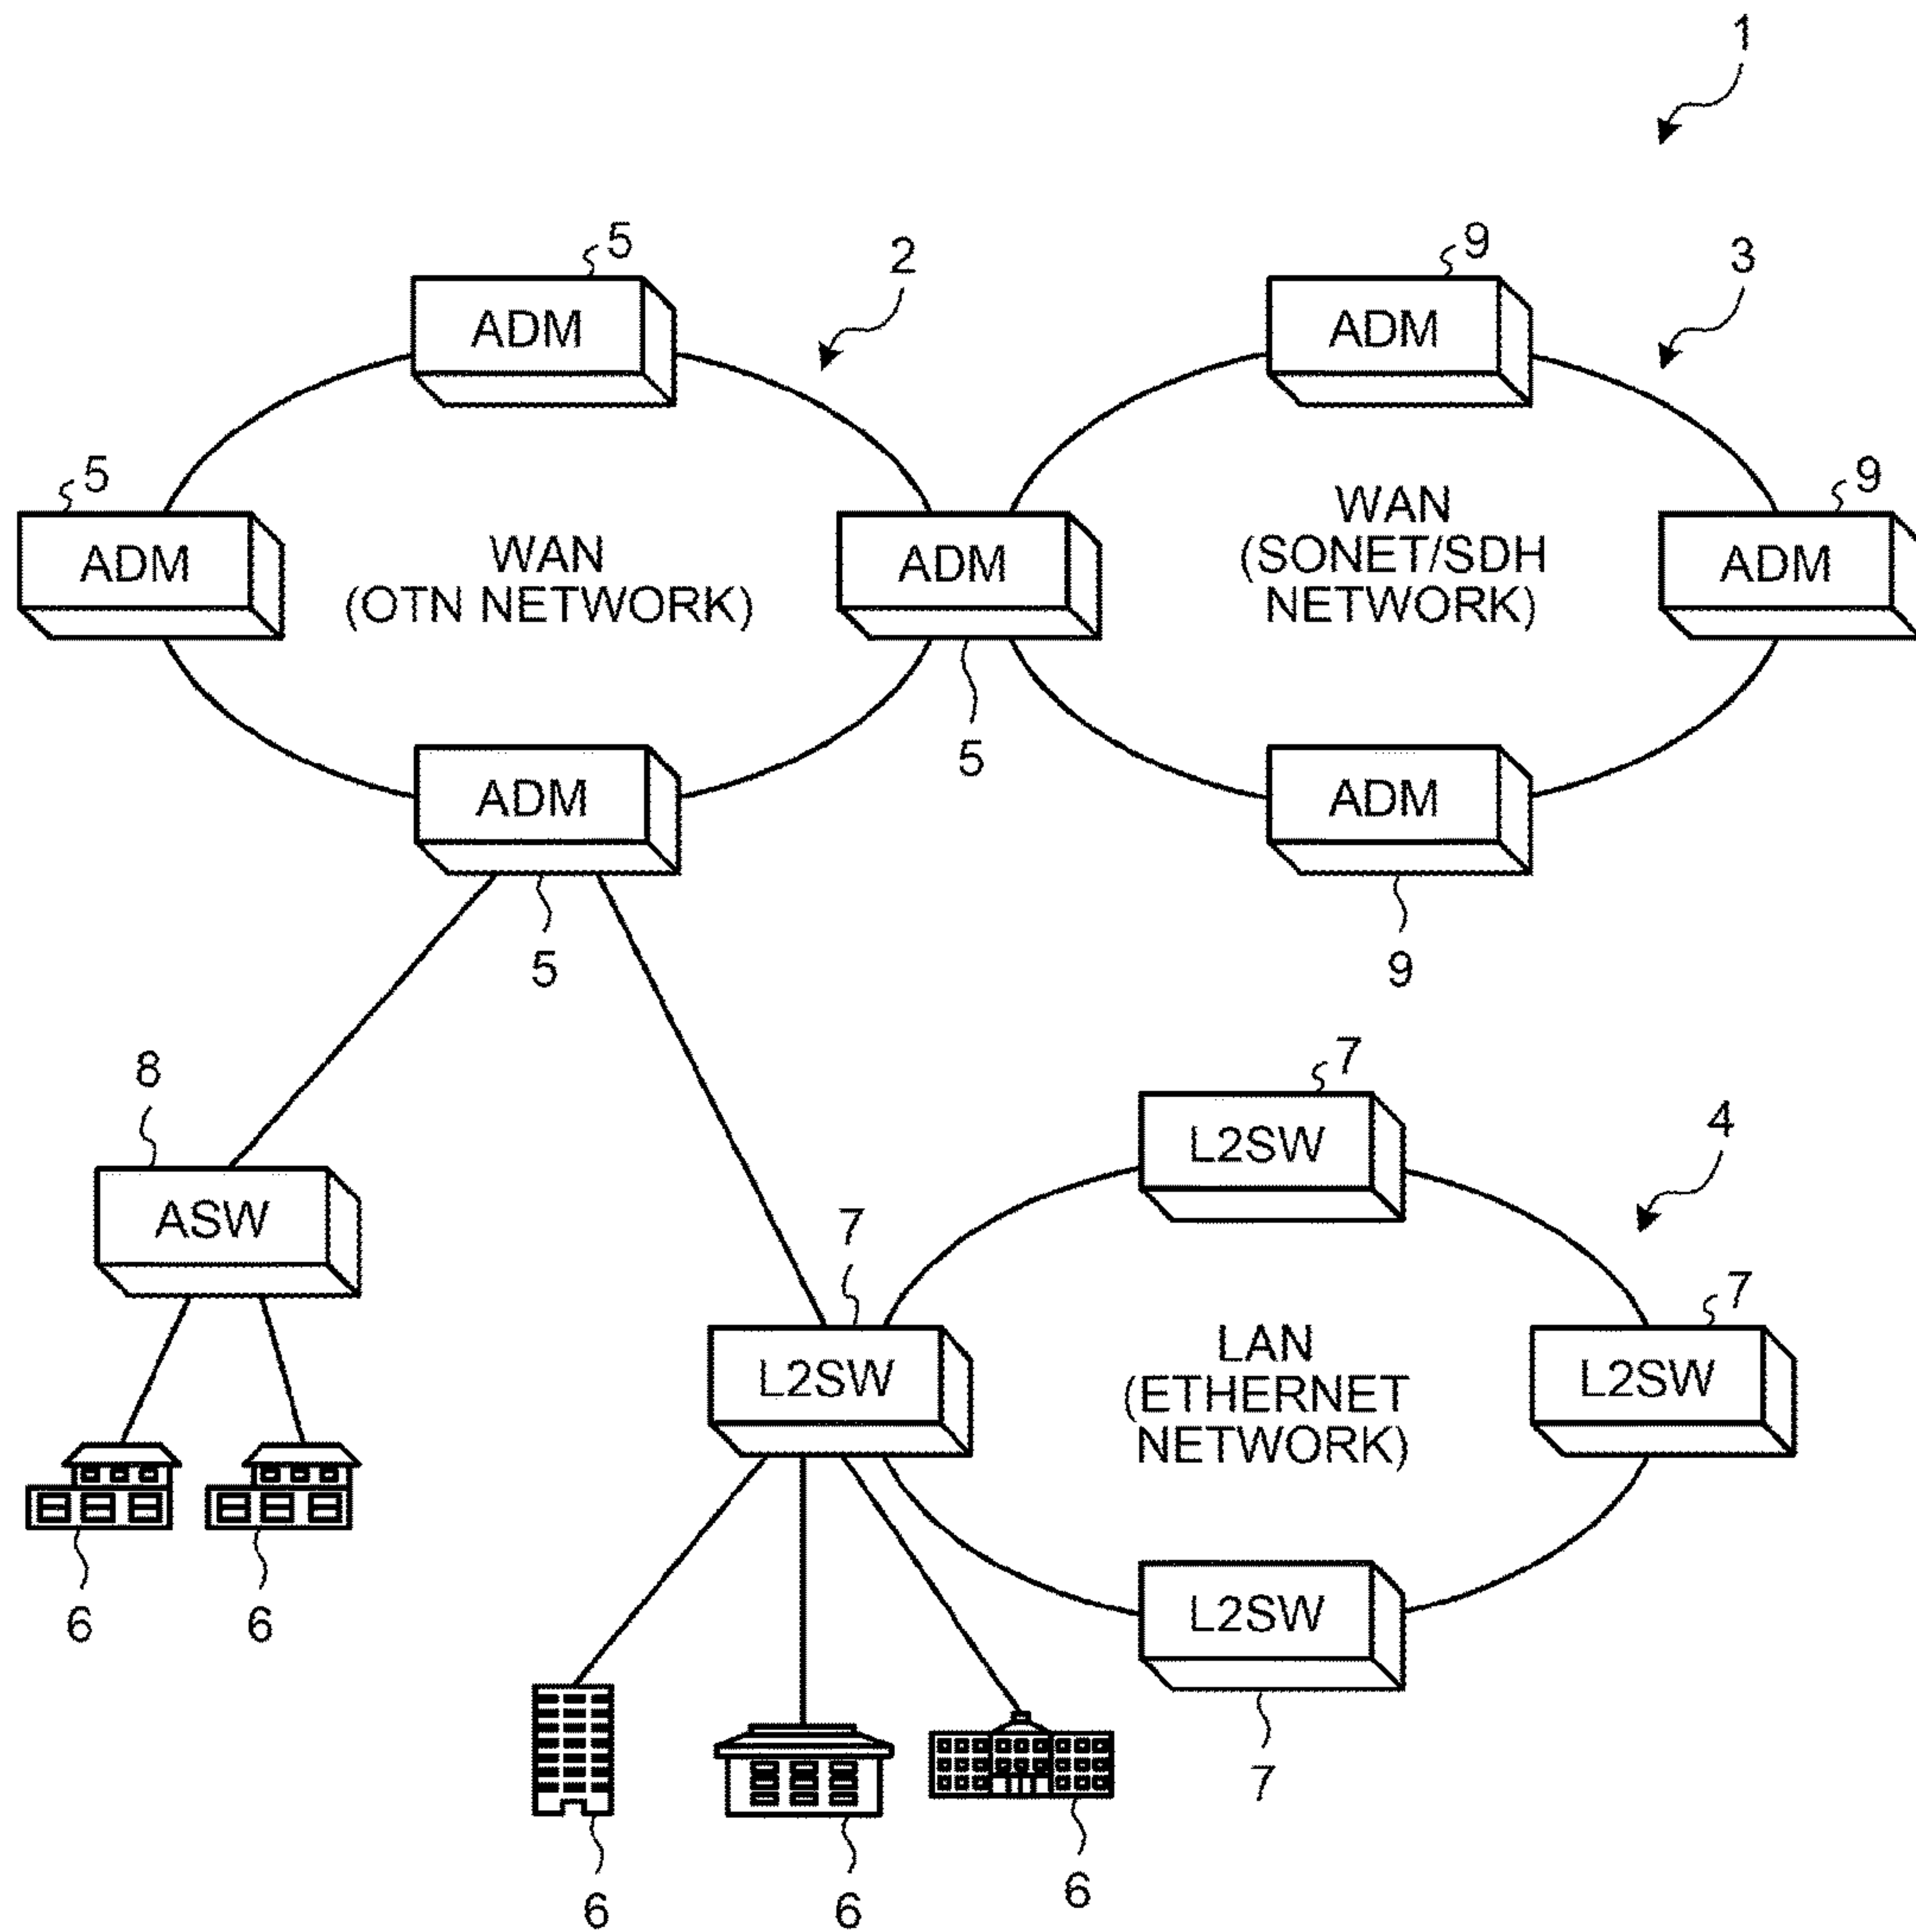 1
5
2
9
3
ADM
ADM
5
9
ADM
WAN
(OTN NETWORK)
ADM
WAN
(SONET/SDH
NETWORK)
ADM
5
ADM
ADM
5
9
8
7
4
L2SW
ASW
7
7
L2SW
LAN
(ETHERNET
NETWORK)
L2SW
6
6
L2SW
7
6
6
6